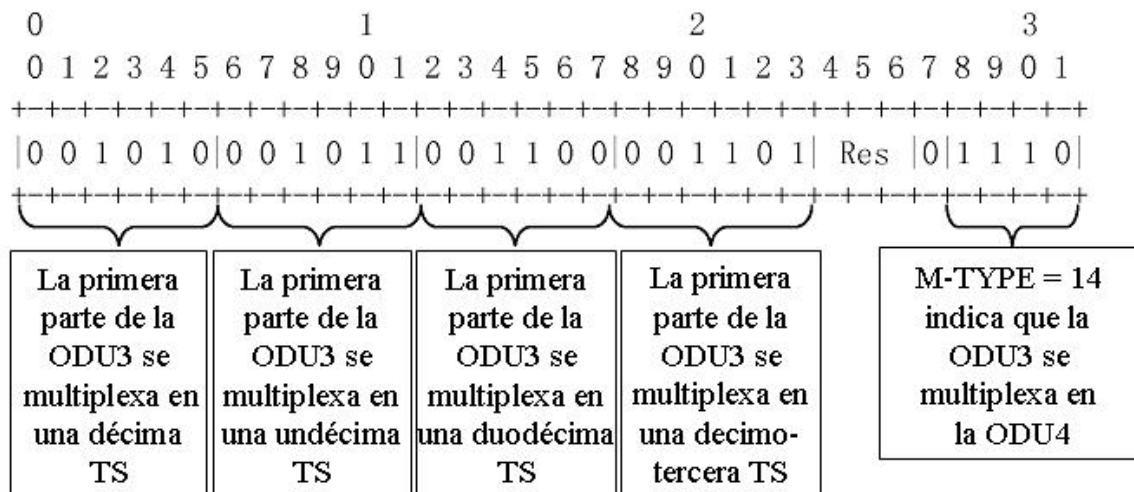 0 1 2 3
0 1 2 3 4 5 6 7 8 9 0 1 2 3 4 5 6 7 8 9 0 1 2 3 4 5 6 7 8 9 0 1
+-+-+-+-+-+-+-+-+-+-+-+-+-+-+-+-+-+-+-+-+-+-+-+-+-+-+-+-+-+-+-+-+
|0 0 1 0 1 0|0 0 1 0 1 1|0 0 1 1 0 0|0 0 1 1 0 1| Res |0|1 1 1 0|
+-+-+-+-+-+-+-+-+-+-+-+-+-+-+-+-+-+-+-+-+-+-+-+-+-+-+-+-+-+-+-+-+
La primera
parte de la
ODU3 se
multiplexa en
una décima
TS
La primera
parte de la
ODU3 se
multiplexa en
una undécima
TS
La primera
parte de la
ODU3 se
multiplexa en
una duodécima
TS
La primera
parte de la
ODU3 se
multiplexa en
una decimo-
tercera TS
M-TYPE = 14
indica que la
ODU3 se
multiplexa en
la ODU4